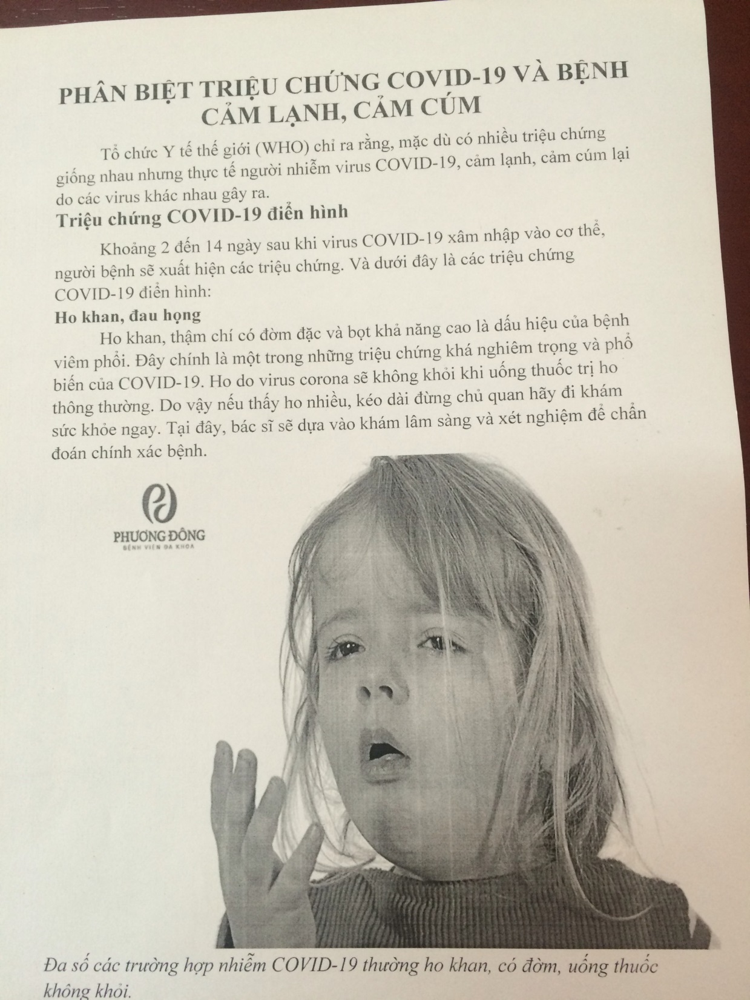 PHÂN BIỆT TRIỆU CHỨNG COVID-19 VÀ BỆNH
CẢM LẠNH, CẢM CÚM
Tổ chức Y tế thế giới (WHO) chỉ ra rằng, mặc dù có nhiều triệu chứng
giống nhau nhưng thực tế người nhiễm virus COVID-19, cảm lạnh, cảm cúm lại
do các virus khác nhau gây ra.
Triệu chứng COVID-19 điển hình
Khoảng 2 đến 14 ngày sau khi virus COVID-19 xâm nhập vào cơ thể,
người bệnh sẽ xuất hiện các triệu chứng. Và dưới đây là các triệu chứng
COVID-19 điển hình:
Ho khan, đau họng
Ho khan, thậm chí có đờm đặc và bọt khả năng cao là dấu hiệu của bệnh
viêm phổi. Đây chính là một trong những triệu chứng khá nghiêm trọng và phổ
biến của COVID-19. Ho do virus corona sẽ không khỏi khi uống thuốc trị ho
thông thường. Do vậy nếu thấy ho nhiều, kéo dài đừng chủ quan hãy đi khám
sức khỏe ngay. Tại đây, bác sĩ sẽ dựa vào khám lâm sàng và xét nghiệm để chẩn
đoán chính xác bệnh.
PHƯƠNG ĐÔNG
BỆNH VIỆN ĐA KHOA
Đa số các trường hợp nhiễm COVID-19 thường ho khan, có đờm, uống thuốc
không khỏi.